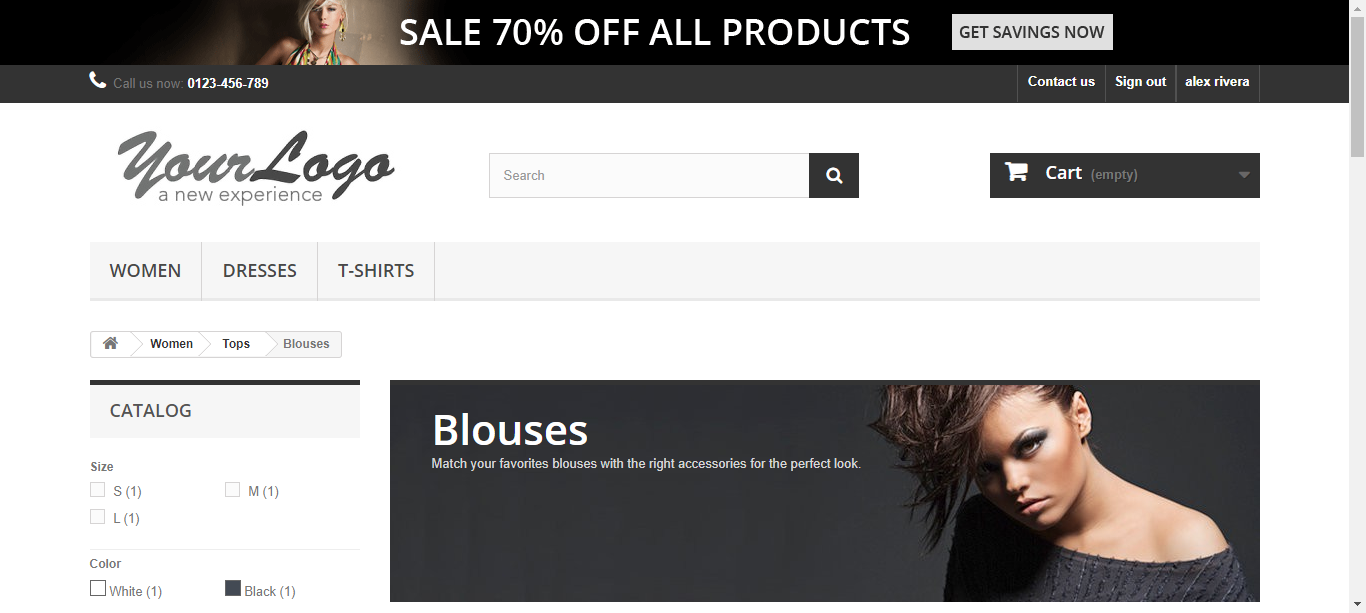 SALE 70% OFF ALL PRODUCTS GET SAVINGS NOW
Call us now: 0123-456-789 Contact us Sign out alex rivera
Your Logo
a new experience
Search
Cart (empty)
WOMEN DRESSES T-SHIRTS
Women Tops Blouses
CATALOG
Size
S (1) M (1)
L (1)
Color
White (1) Black (1)
Blouses
Match your favorites blouses with the right accessories for the perfect look.